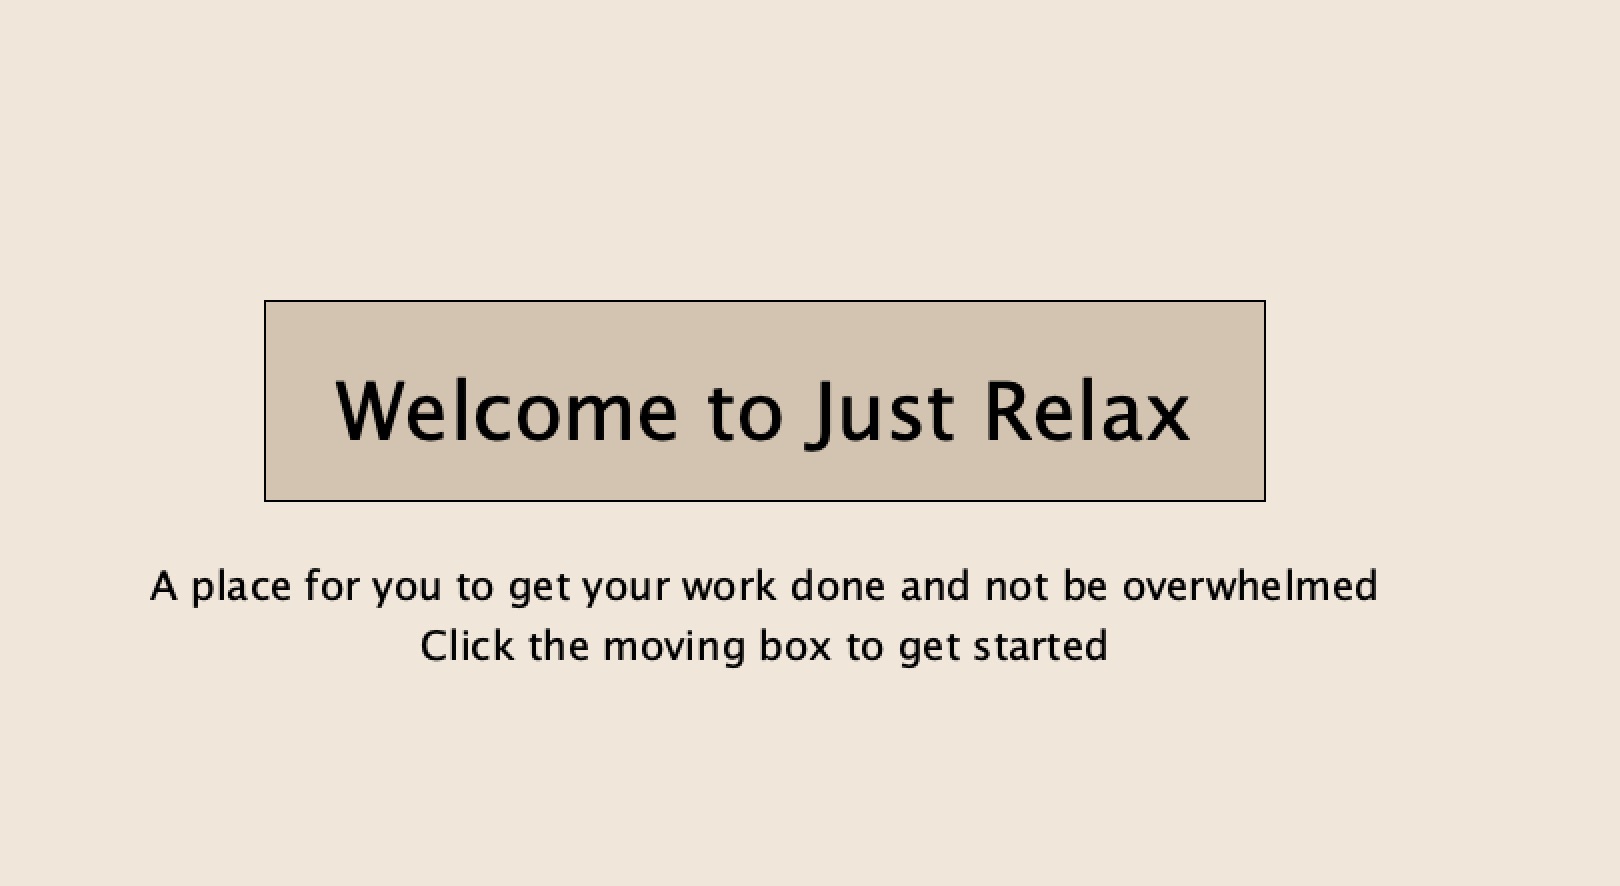 Welcome to Just Relax
A place for you to get your work done and not be overwhelmed
Click the moving box to get started